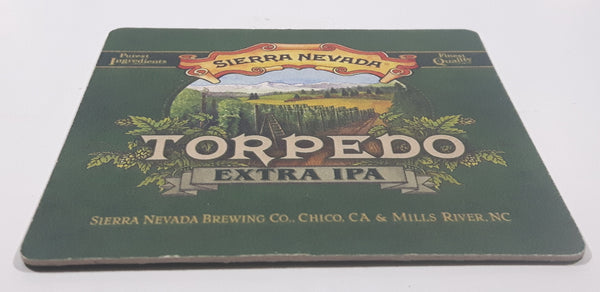 Purest
Ingredients
SIERRA NEVADA
Finest
Quality
TORPEDO
EXTRA IPA
SIERRA NEVADA BREWING CO., CHICO, CA & MILLS RIVER, NC